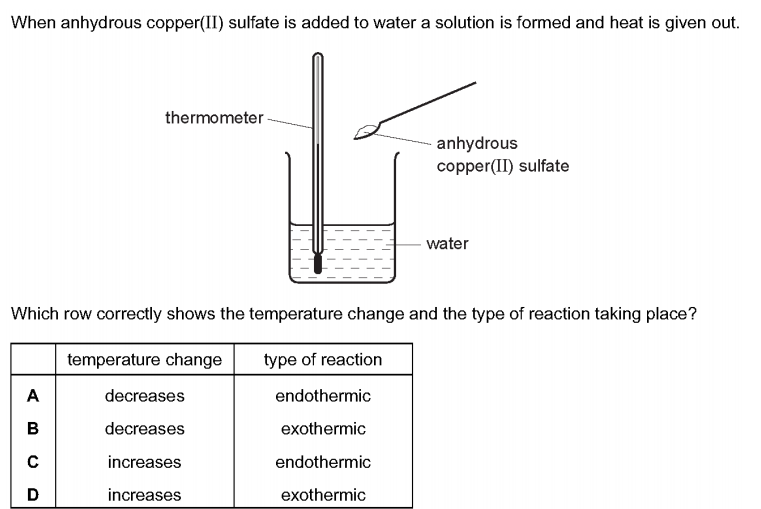 When anhydrous copper(II) sulfate is added to water a solution is formed and heat is given out.
thermometer
anhydrous
copper(II) sulfate
water
Which row correctly shows the temperature change and the type of reaction taking place?
temperature change type of reaction
A decreases endothermic
B decreases exothermic
C increases endothermic
D increases exothermic